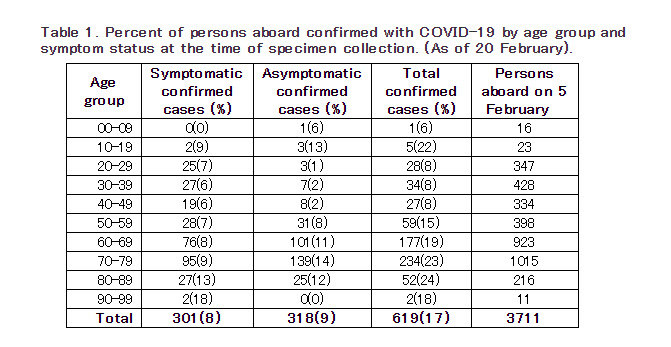 Table 1. Percent of persons aboard confirmed with COVID-19 by age group and
symptom status at the time of specimen collection. (As of 20 February).
Age group Symptomatic confirmed cases (%) Asymptomatic confirmed cases (%) Total confirmed cases (%) Persons aboard on 5 February
00-09 0(0) 1(6) 1(6) 16
10-19 2(9) 3(13) 5(22) 23
20-29 25(7) 3(1) 28(8) 347
30-39 27(6) 7(2) 34(8) 428
40-49 19(6) 8(2) 27(8) 334
50-59 28(7) 31(8) 59(15) 398
60-69 76(8) 101(11) 177(19) 923
70-79 95(9) 139(14) 234(23) 1015
80-89 27(13) 25(12) 52(24) 216
90-99 2(18) 0(0) 2(18) 11
Total 301(8) 318(9) 619(17) 3711